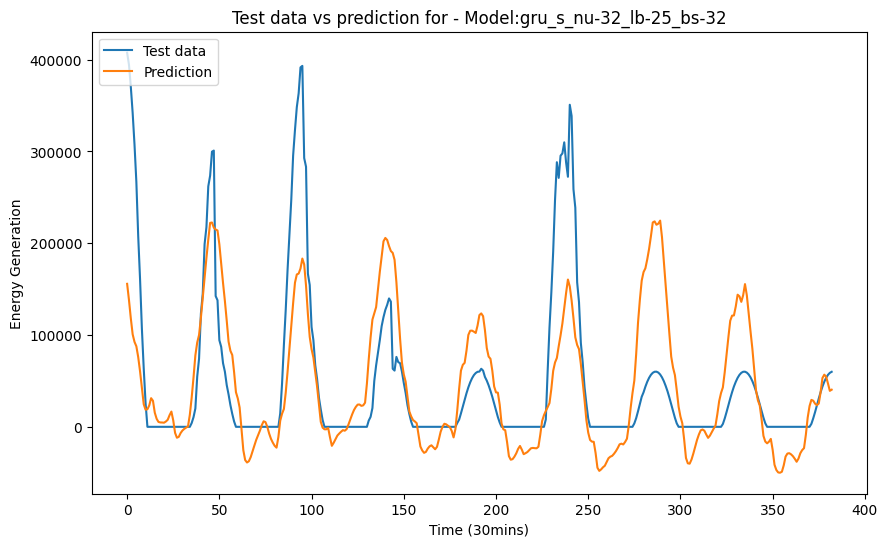 Test data vs prediction for - Model:gru_s_nu-32_lb-25_bs-32
Test data
Prediction
400000
300000
200000
100000
0
Energy Generation
0 50 100 150 200 250 300 350 400
Time (30mins)